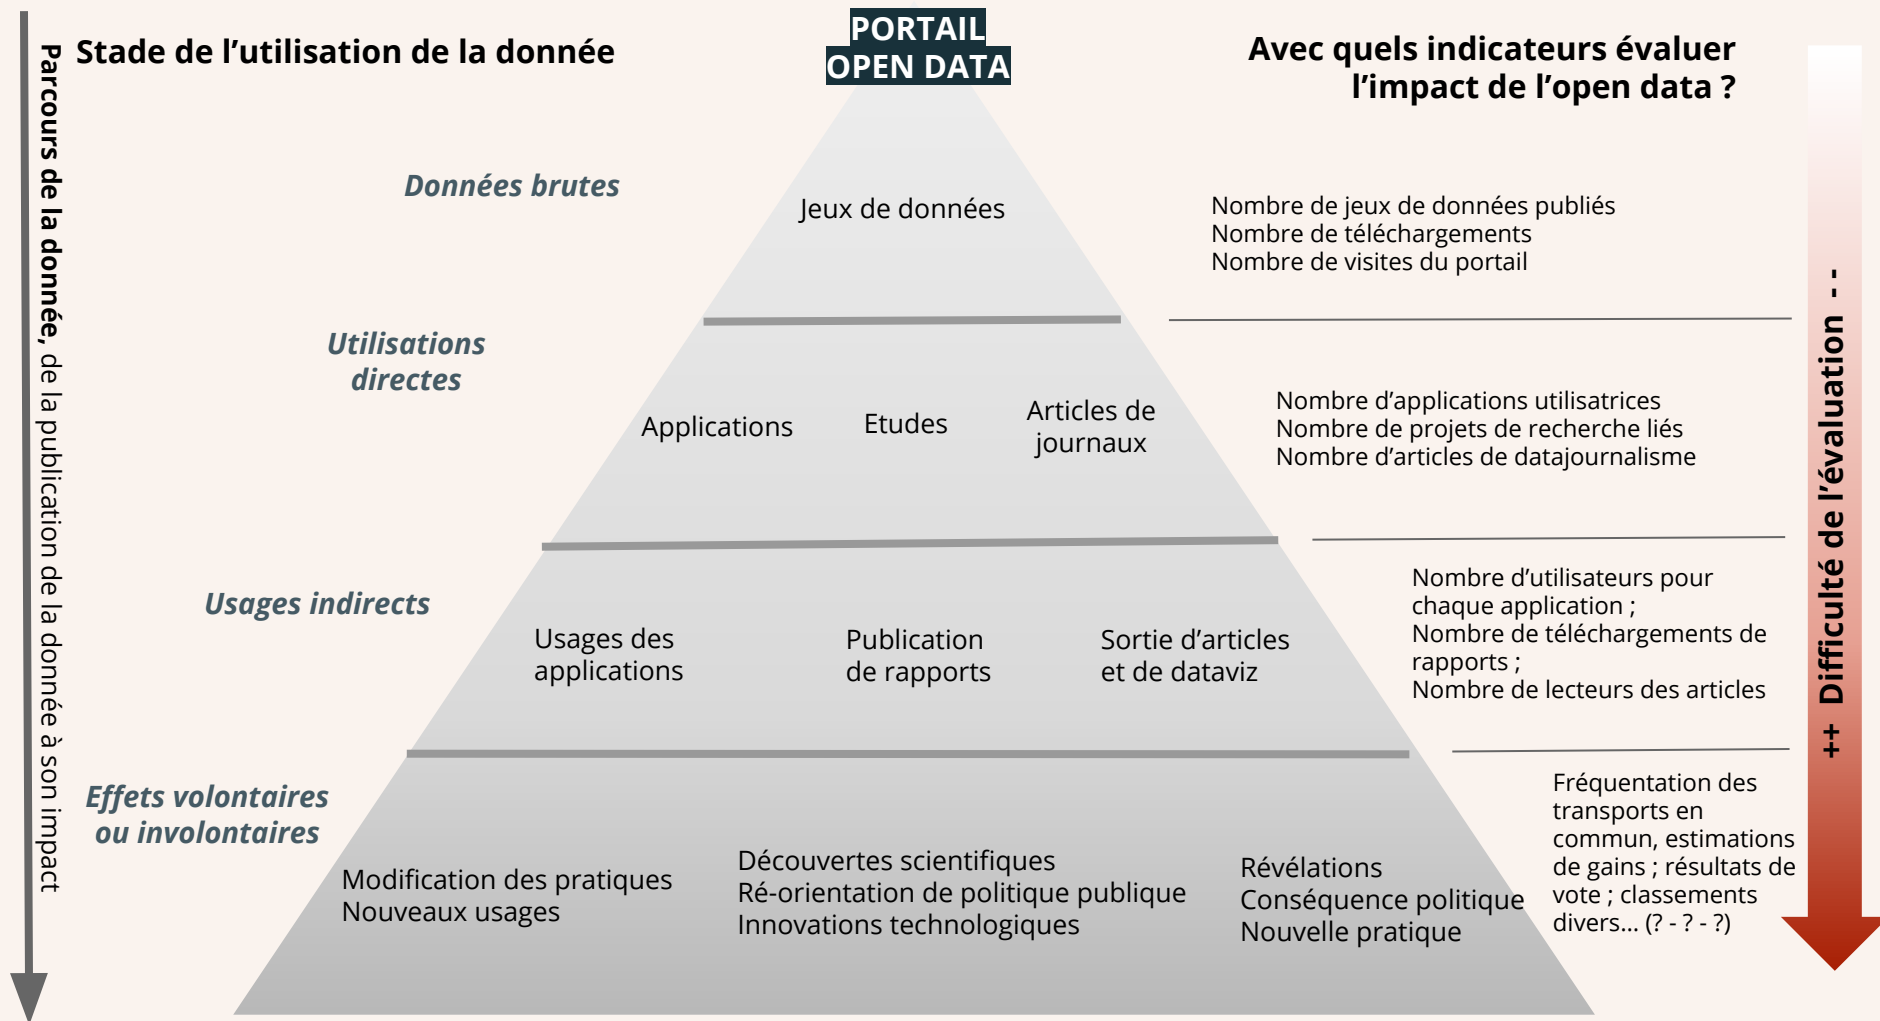 PORTAIL
OPEN DATA
Stade de l’utilisation de la donnée
Avec quels indicateurs évaluer
l’impact de l’open data ?
Parcours de la donnée, de la publication de la donnée à son impact
Données brutes
Jeux de données
Nombre de jeux de données publiés
Nombre de téléchargements
Nombre de visites du portail
Utilisations
directes
Applications
Etudes
Articles de
journaux
Nombre d’applications utilisatrices
Nombre de projets de recherche liés
Nombre d’articles de datajournalisme
Usages indirects
Usages des
applications
Publication
de rapports
Sortie d’articles
et de dataviz
Nombre d’utilisateurs pour
chaque application ;
Nombre de téléchargements de
rapports ;
Nombre de lecteurs des articles
Effets volontaires
ou involontaires
Modification des pratiques
Nouveaux usages
Découvertes scientifiques
Ré-orientation de politique publique
Innovations technologiques
Révélations
Conséquence politique
Nouvelle pratique
Fréquentation des
transports en
commun, estimations
de gains ; résultats de
vote ; classements
divers... (? - ? - ?)
++ Difficulté de l’évaluation - -